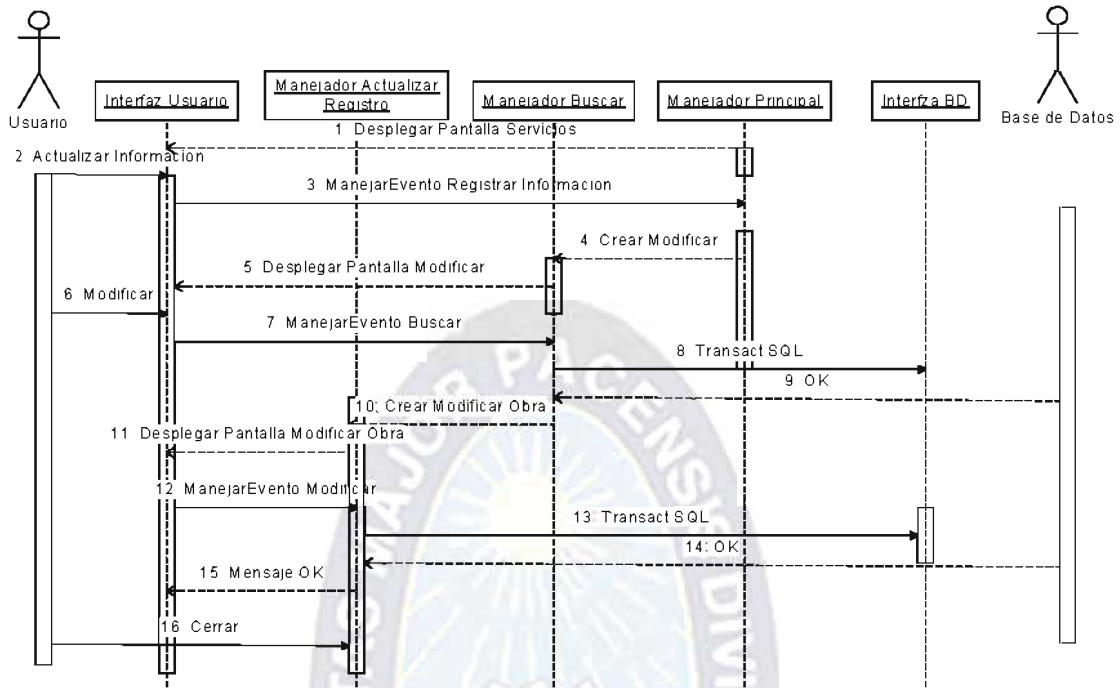 Usuario
Interfaz Usuario
Manejador Actualizar
Registro
Manejador Buscar
Manejador Principal
Interfza BD
Base de Datos
1 Desplegar Pantalla Servicios
2 Actualizar Informacion
3 ManejarEvento Registrar Informacion
4 Crear Modificar
5 Desplegar Pantalla Modificar
6 Modificar
7 ManejarEvento Buscar
8 Transact SQL
9 OK
10: Crear Modificar Obra
11 Desplegar Pantalla Modificar Obra
12 ManejarEvento Modificar
13: Transact SQL
14: OK
15 Mensaje OK
16 Cerrar
MAJOR PACENSIS DIVI